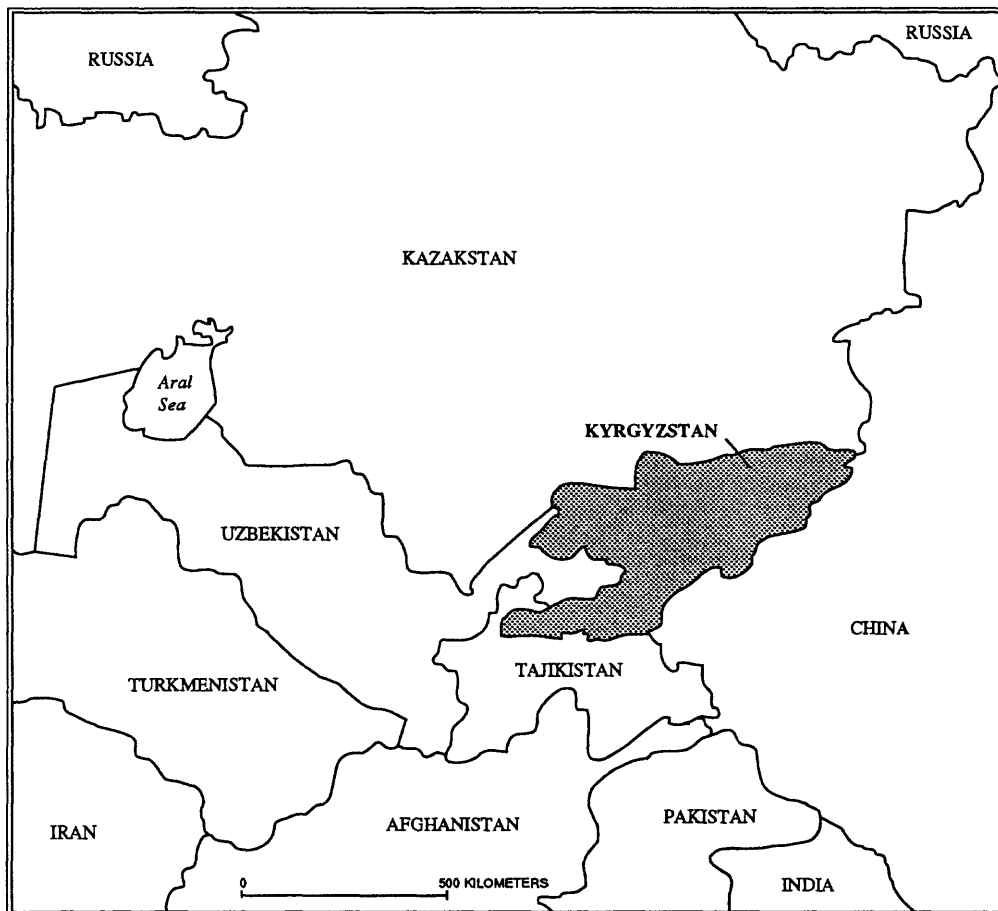 RUSSIA
RUSSIA
KAZAKSTAN
Aral
Sea
KYRGYZSTAN
UZBEKISTAN
CHINA
TAJIKISTAN
TURKMENISTAN
PAKISTAN
AFGHANISTAN
IRAN
0 500 KILOMETERS
INDIA